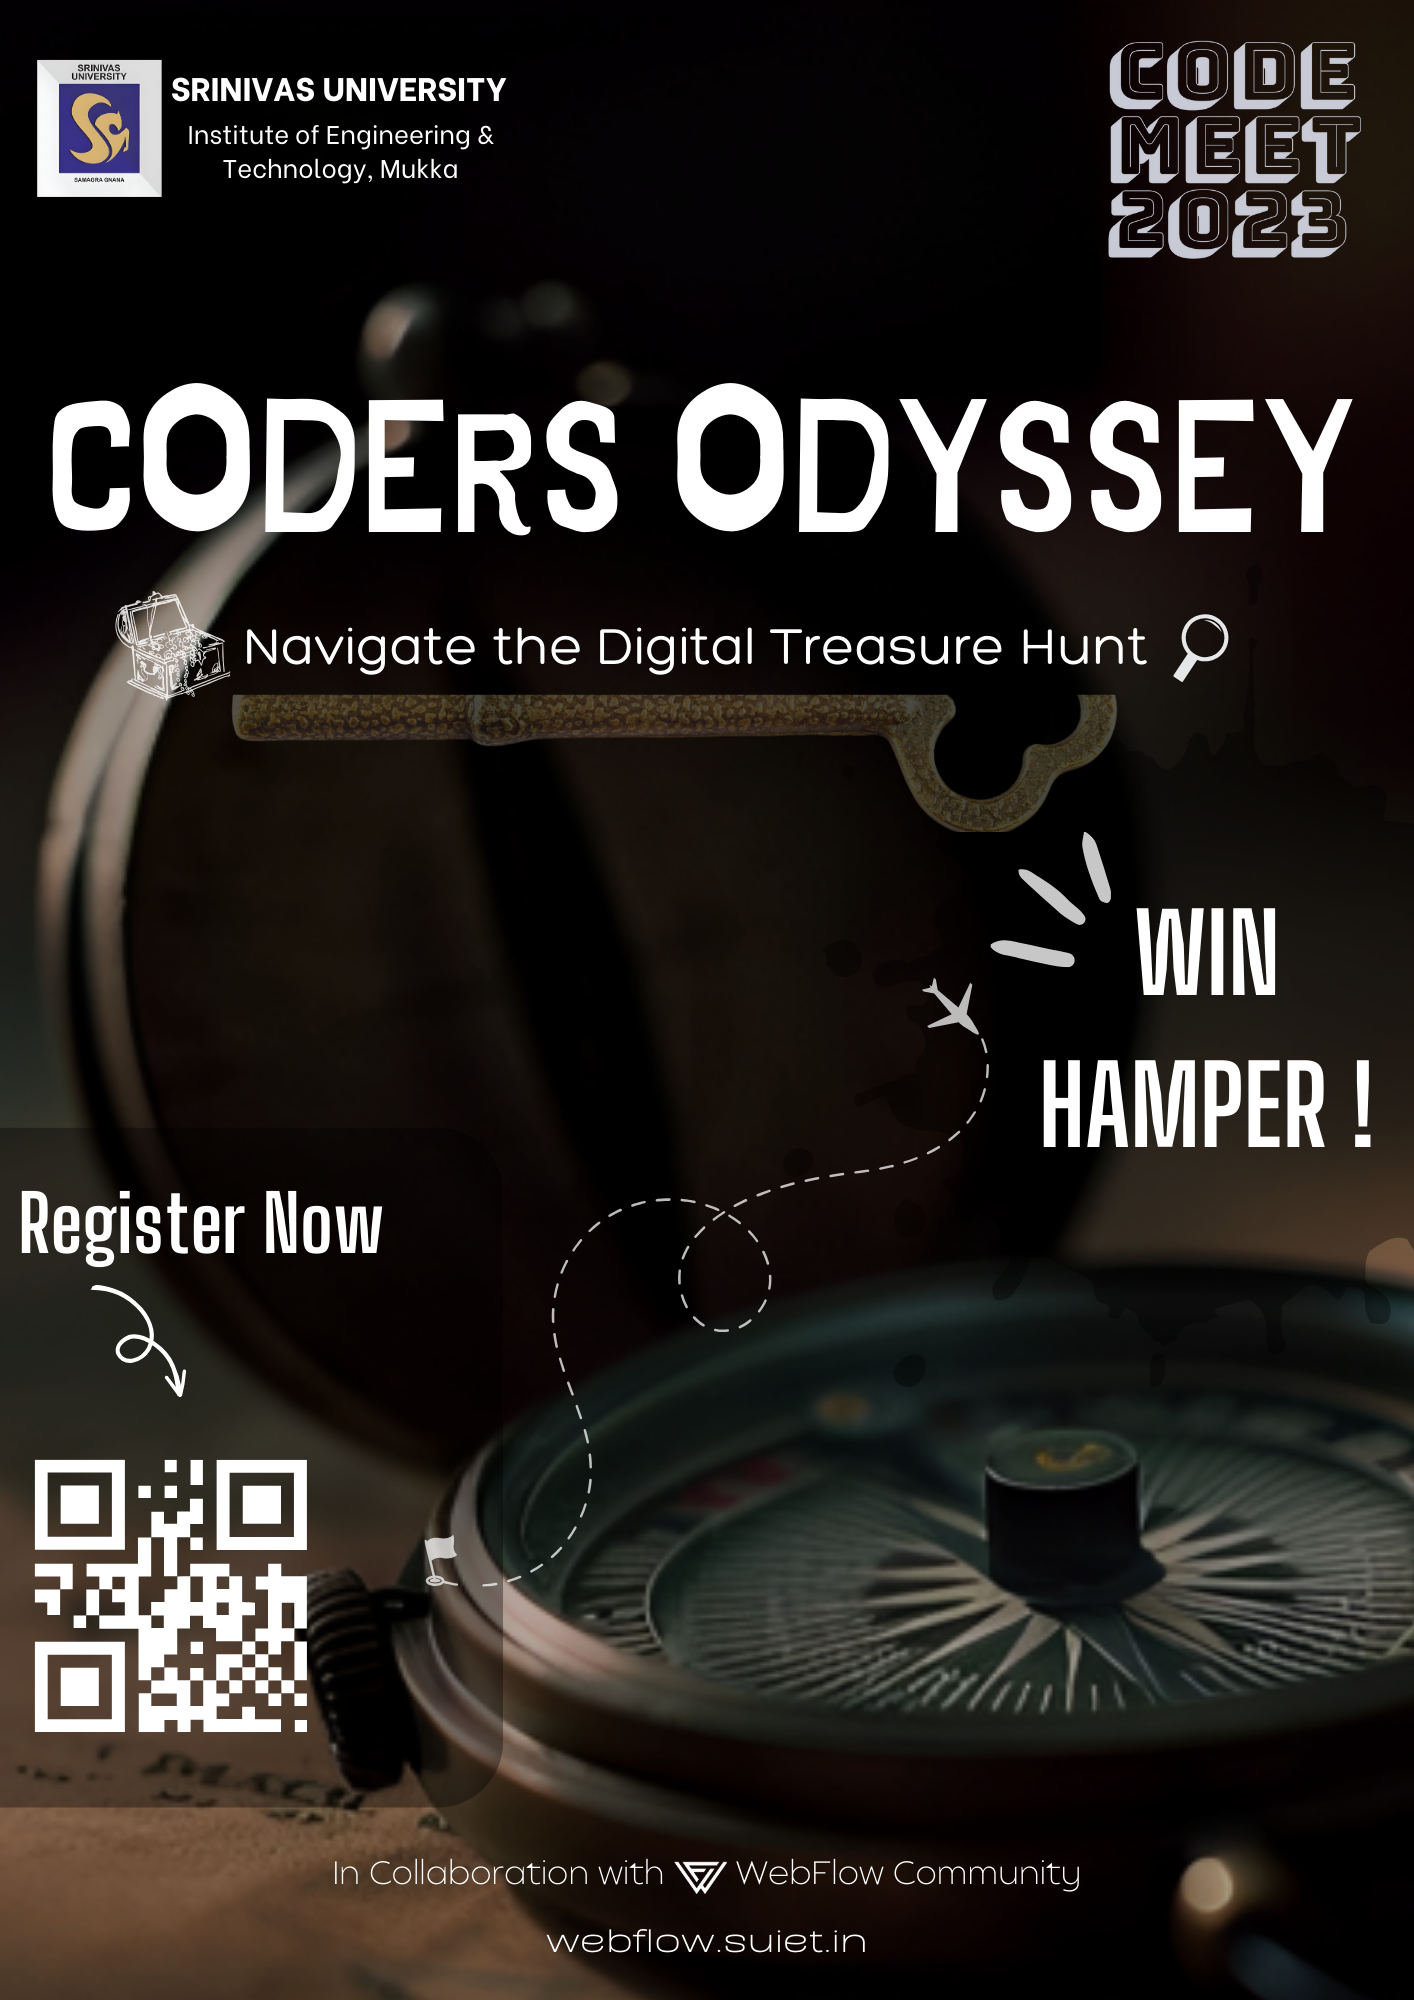 SRINIVAS
UNIVERSITY
SAMAGRA GNANA
SRINIVAS UNIVERSITY
Institute of Engineering &
Technology, Mukka
CODE
MEET
2023
CODERS ODYSSEY
Navigate the Digital Treasure Hunt
WIN
HAMPER !
Register Now
In Collaboration with WebFlow Community
webflow.suiet.in